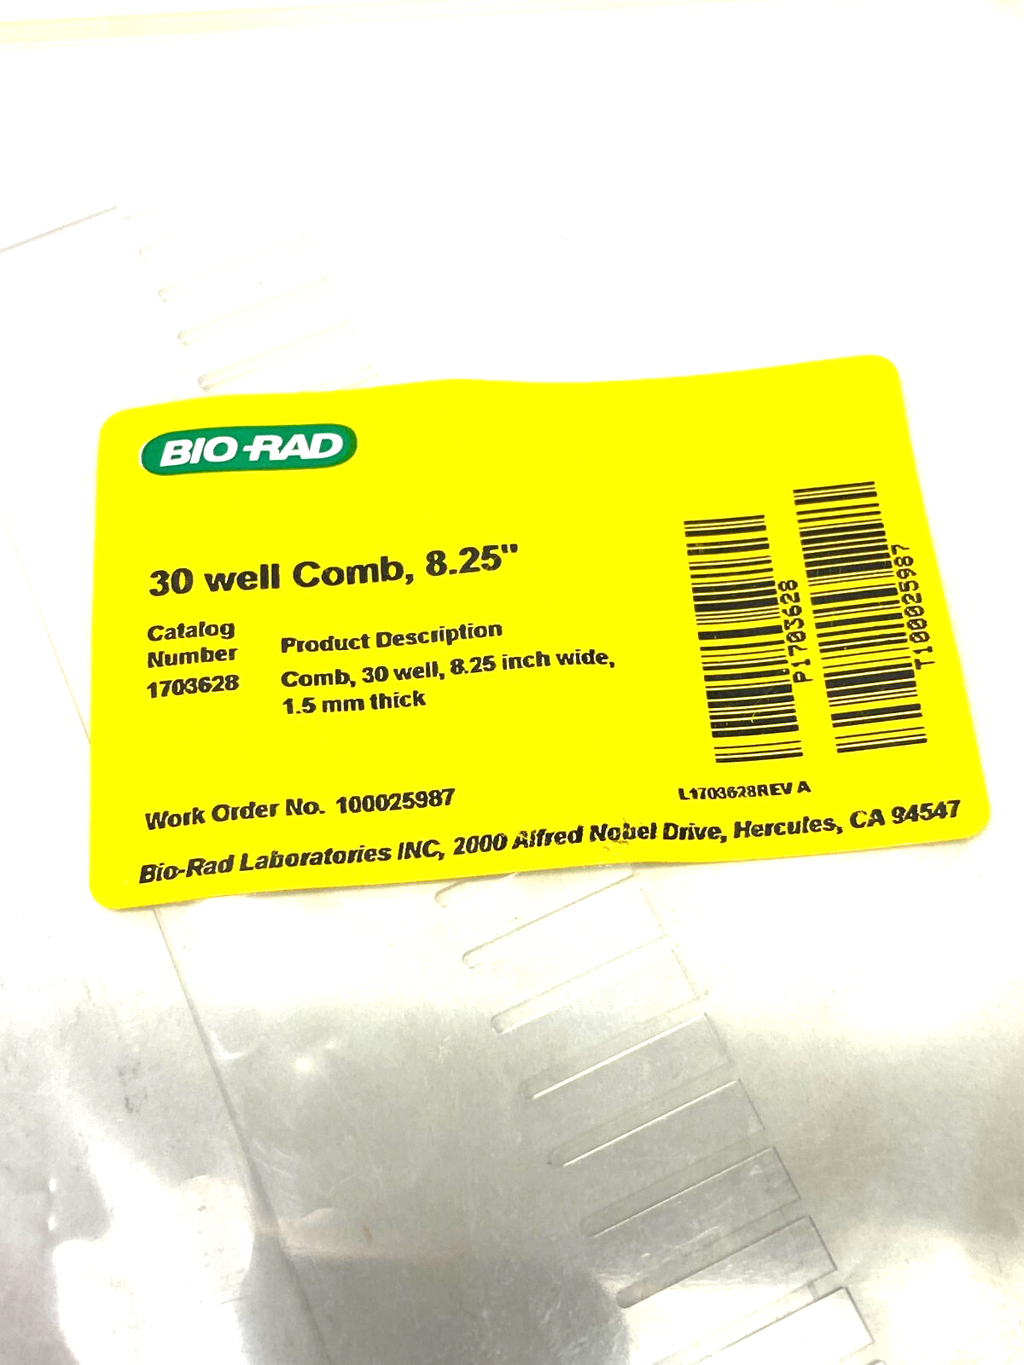 BIO-RAD
30 well Comb, 8.25"
Catalog
Number
1703628
Product Description
Comb, 30 well, 8.25 inch wide,
1.5 mm thick
P1703628
T100025987
Work Order No. 100025987
L1703628REV A
Bio-Rad Laboratories INC, 2000 Alfred Nobel Drive, Hercules, CA 94547